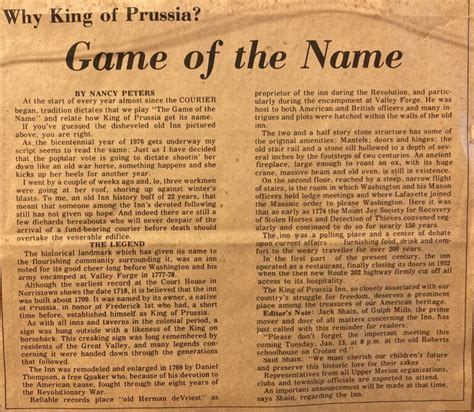 Why King of Prussia?
Game of the Name
BY NANCY PETERS
At the start of every year almost since the COURIER
began, tradition dictates that we play "The Game of the
Name" and relate how King of Prussia got its name.
If you've guessed the disheveled old Inn pictured
above, you're right.
As, the bicentennial year of 1976 gets underway my
story begins to read the same: Just as I have decided
that the popular vote is going to dictate shootin' her
down like an old war horse, something happens and she
kicks up her heels for another year.
I went by a couple of weeks ago and, lo, three workmen
were going at her roof, shoring up against winter's
blasts. To me, an old Inn history buff of 22 years, that
meant that someone among the Inn's devoted following
still has not given up hope. And indeed there are still a
few diehards hereabouts who will never despair of the
arrival of a fund-bearing courier before death should
overtake the venerable edifice.
THE LEGEND
The historical landmark which has given its name to
the flourishing community surrounding it, was an inn
noted for its good cheer long before Washington and his
army encamped at Valley Forge in 1777-78.
Although the earliest record at the Court House in
Norristown shows the date 1718, it is believed that the inn
was built about 1709. It was named by its owner, a native
of Prussia, in honor of Frederick 1st who had, a short
time before, established himself as King of Prussia.
As with all inns and taverns in the colonial period, a
sign was hung outside with a likeness of the King on
horseback. This creaking sign was long remembered by
residents of the Great Valley, and many legends con-
cerning it were handed down through the generations
that followed.
The Inn was remodeled and enlarged in 1769 by Daniel
Thompson, a free Quaker who, because of his devotion to
the American cause, fought through the eight years of
the Revolutionary War.
Reliable records place "old Herman deVriest" as
proprietor of the inn during the Revolution, and partic-
ularly during the encampment at Valley Forge. He was
host to both American and British officers and many in-
trigues and plots were hatched within the walls of the old
inn.
The two and a half story stone structure has some of
the original amenities: Mantels; doors and hinges; the
old stair rail and a stone sill hollowed to a depth of sev-
eral inches by the footsteps of two centuries. An ancient
fireplace, large enough to roast an ox, with its huge
crane, massive beam and old oven, is still in existence.
On the second floor, reached by a steep, narrow flight
of stairs, is the room in which Washington and his Mason
officers held lodge meetings and where Lafayette joined
the Masonic order to please Washington. Here it was
that as early as 1774 the Mount Joy Society for Recovery
of Stolen Horses and Detection of Thieves convened reg-
ularly and continued to do so for nearly 150 years.
The inn was a polling place and a center of debate
upon current affairs . . . furnishing food, drink and com-
fort to the weary traveller for over 200 years.
In the first part of the present century, the inn
operated as a restaurant, finally closing its doors in 1952
when the then new Route 202 highway firmly cut off all
access to its hospitality.
The King of Prussia Inn, so closely associated with our
country's struggle for freedom, deserves a prominent
place among the treasures of our American heritage.
Editor's Note: Jack Shain, of Gulph Mills, the prime
mover and doer of all matters concerning the Inn, has
just called with this reminder for readers:
"Please don't forget the important meeting this
coming Tuesday, Jan. 13, at 9 p.m. at the old Roberts
schoolhouse on Croton rd.
Said Shain: "We must cherish our children's future
and preserve this historic lore for their sakes . . ."
Representatives from all Upper Merion organizations,
clubs and township officials are expected to attend.
An important announcement will be made at that time,
says Shain, regarding the Inn.